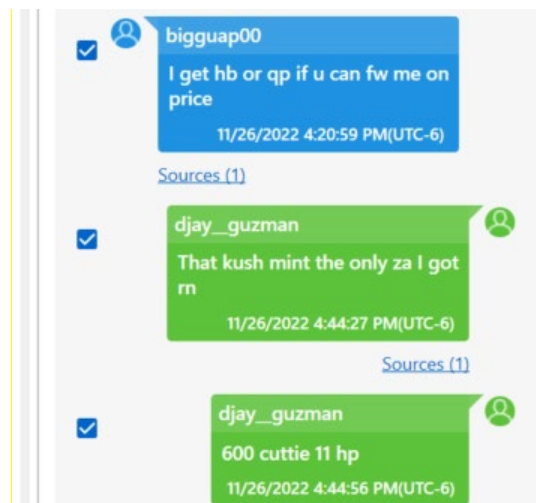 bigguap00
I get hb or qp if u can fw me on
price
11/26/2022 4:20:59 PM(UTC-6)
Sources (1)
djay__guzman
That kush mint the only za I got
rn
11/26/2022 4:44:27 PM(UTC-6)
Sources (1)
djay__guzman
600 cuttie 11 hp
11/26/2022 4:44:56 PM(UTC-6)